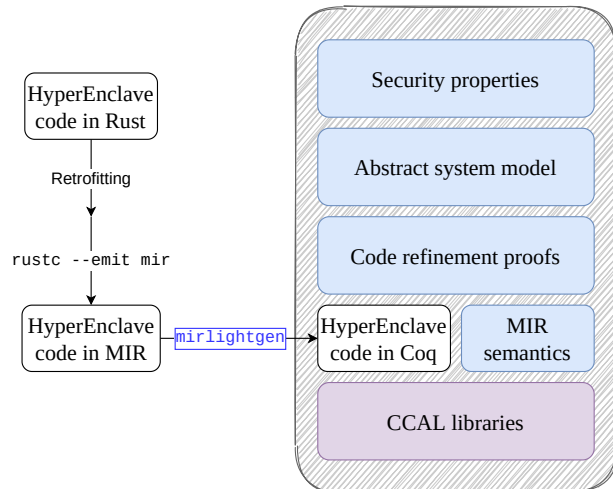 HyperEnclave
code in Rust
Retrofitting
rustc --emit mir
HyperEnclave
code in MIR
mirlightgen
Security properties
Abstract system model
Code refinement proofs
HyperEnclave
code in Coq
MIR
semantics
CCAL libraries